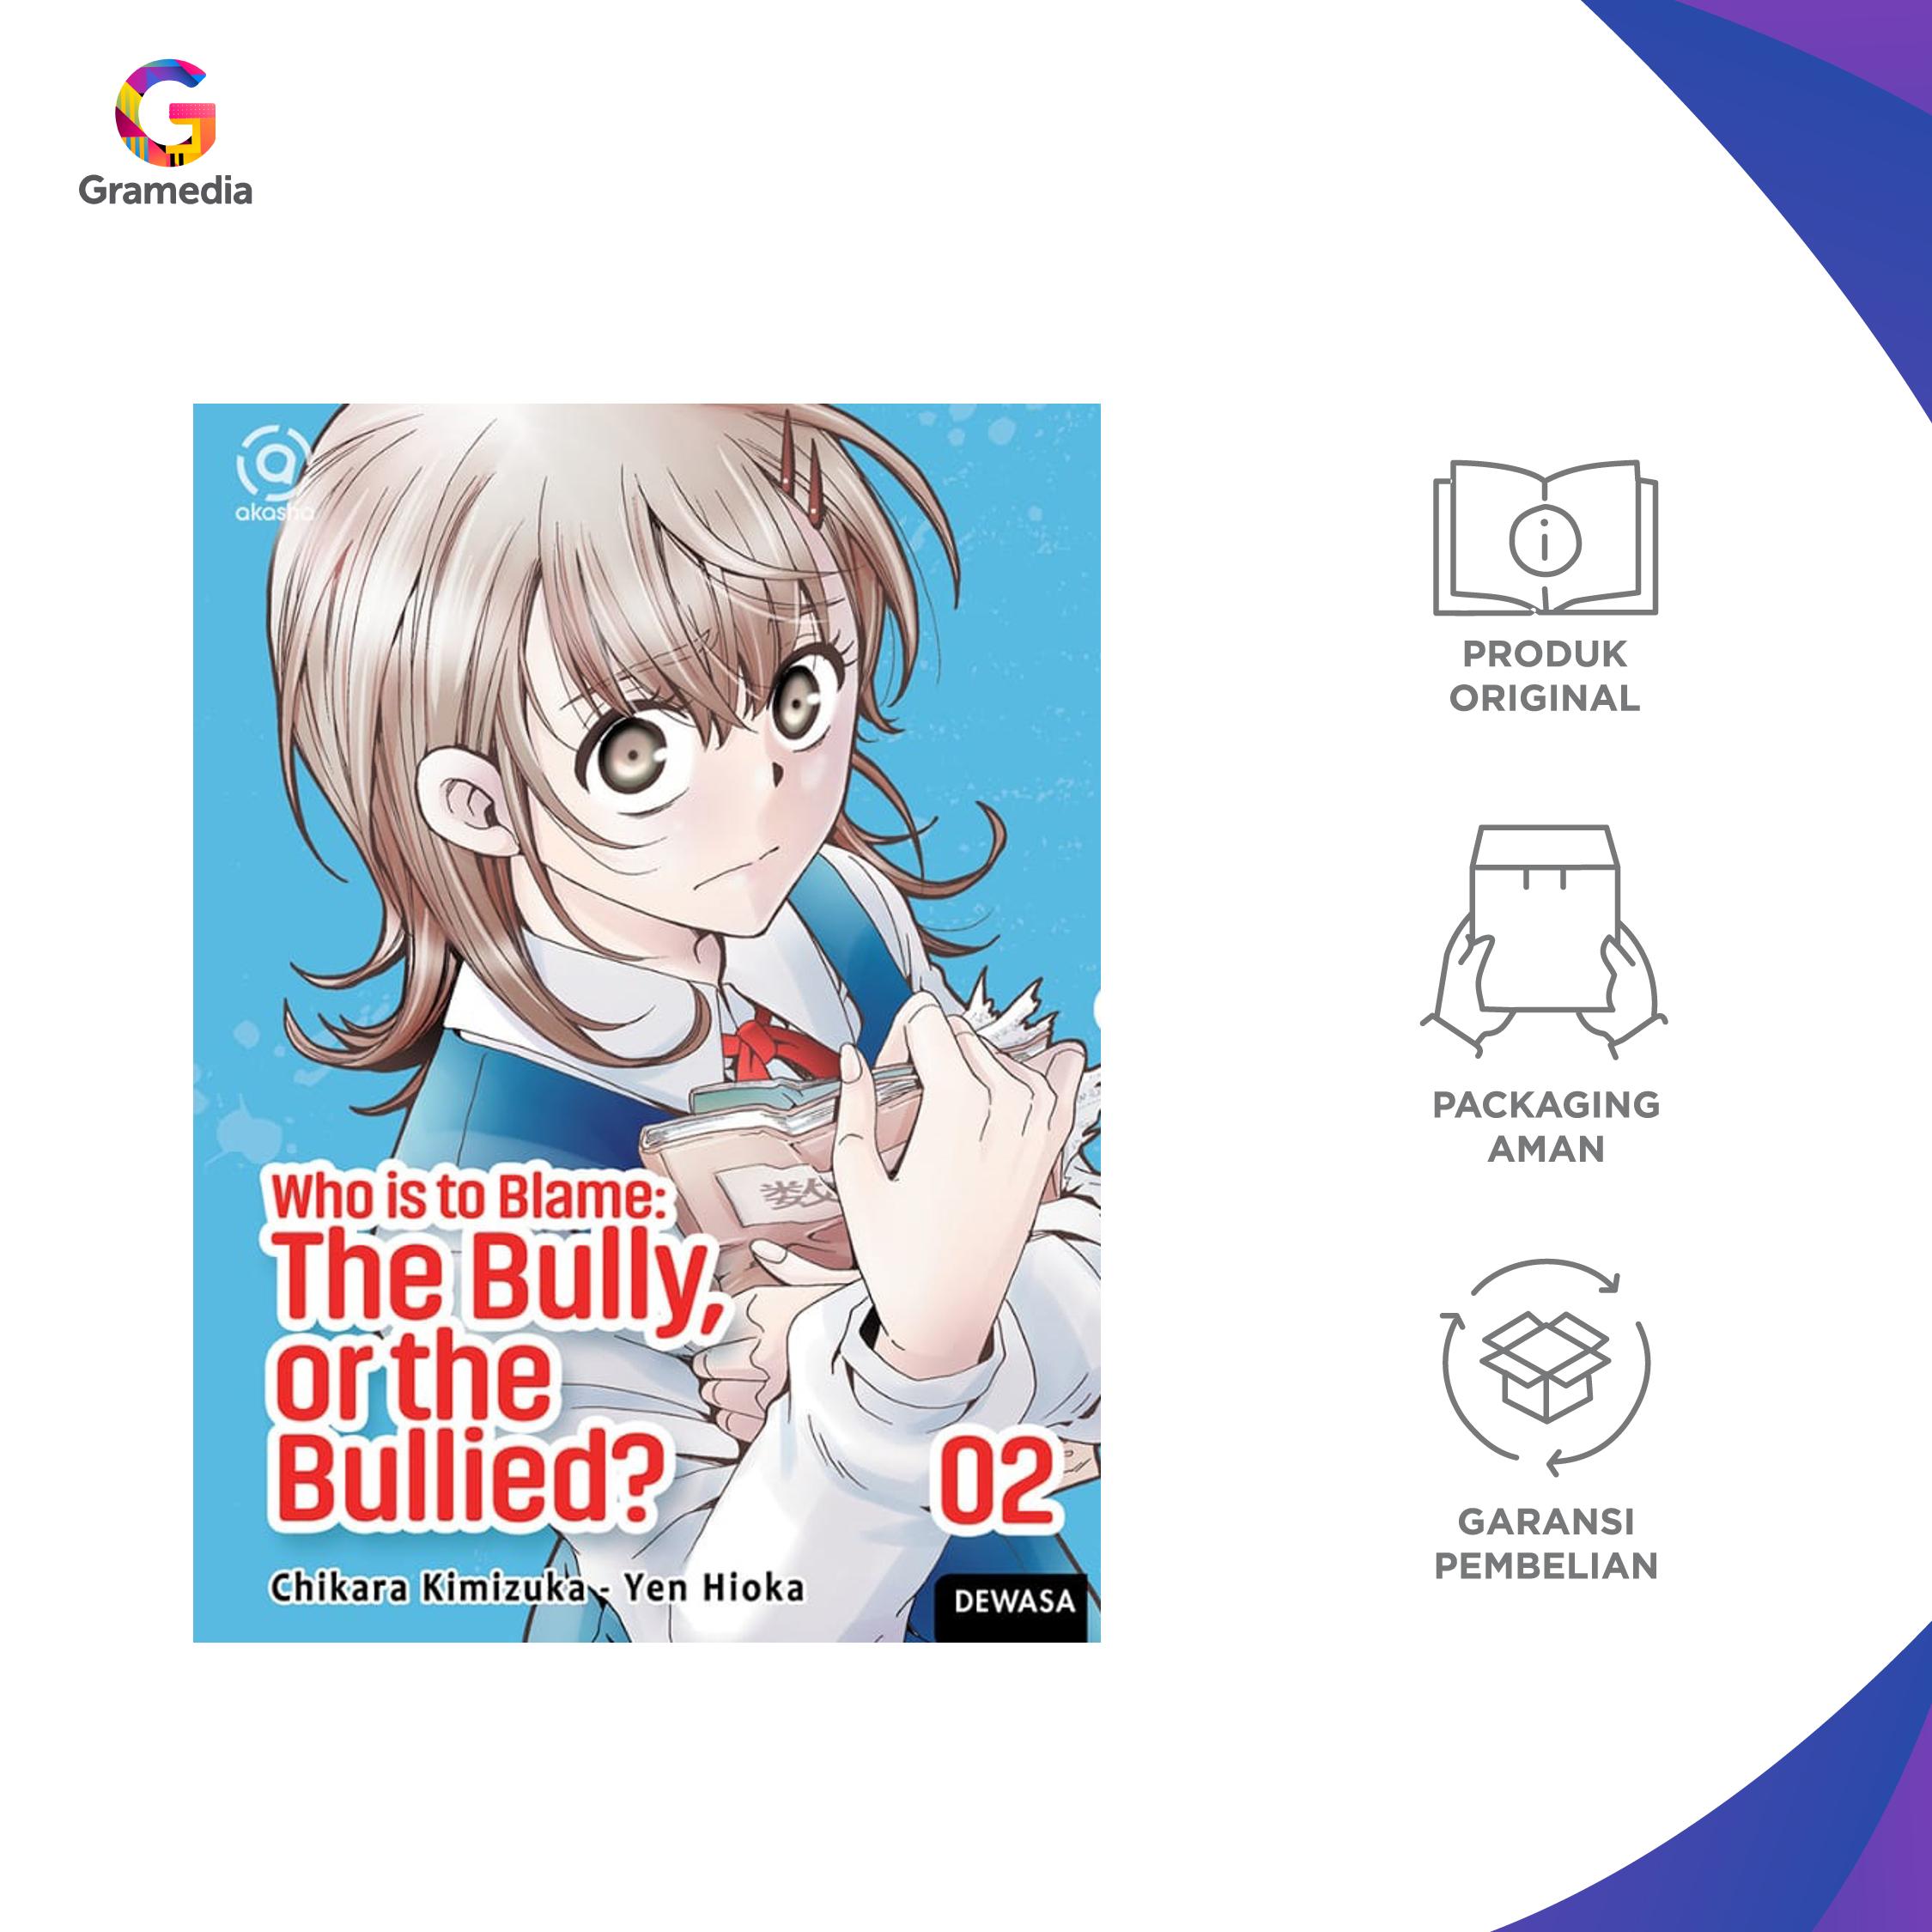 Gramedia
akasha
数
Who is to Blame:
The Bully,
or the
Bullied?
02
Chikara Kimizuka - Yen Hioka
DEWASA
PRODUK
ORIGINAL
PACKAGING
AMAN
GARANSI
PEMBELIAN